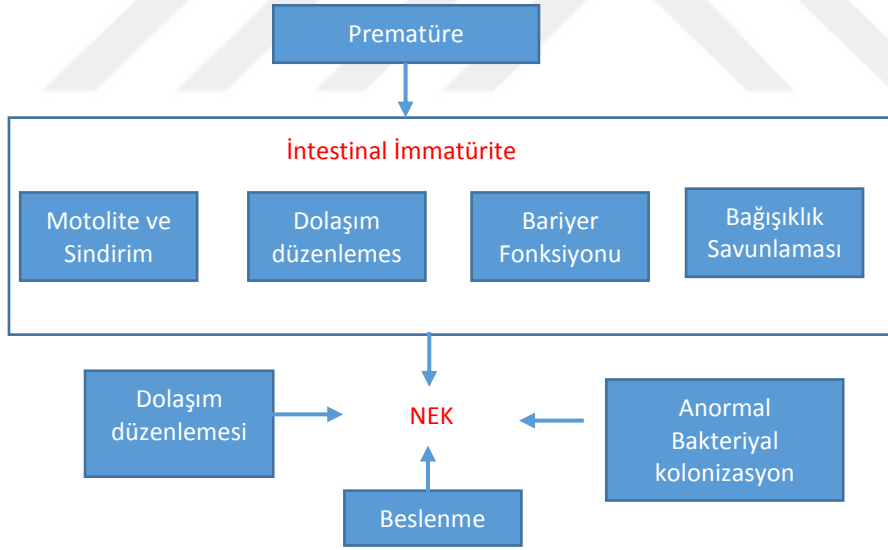 Prematüre
İntestinal İmmatürite
Motolite ve
Sindirim
Dolaşım
düzenlemes
Bariyer
Fonksiyonu
Bağışıklık
Savunlaması
Dolaşım
düzenlemesi
NEK
Anormal
Bakteriyal
kolonizasyon
Beslenme